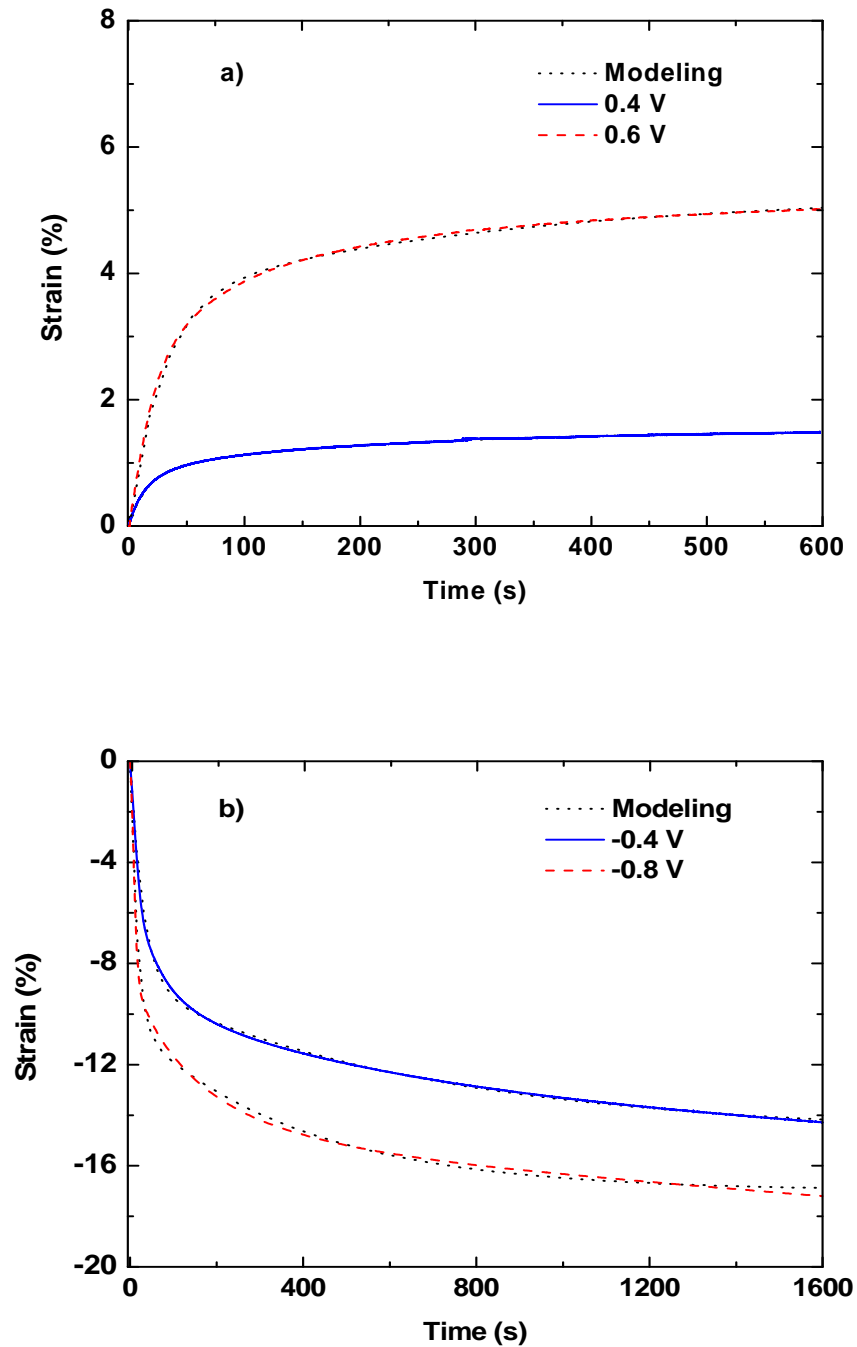 a)
Modeling
0.4 V
0.6 V
8
6
4
2
0
Strain (%)
0 100 200 300 400 500 600
Time (s)
b)
Modeling
-0.4 V
-0.8 V
0
-4
-8
-12
-16
-20
Strain (%)
0 400 800 1200 1600
Time (s)